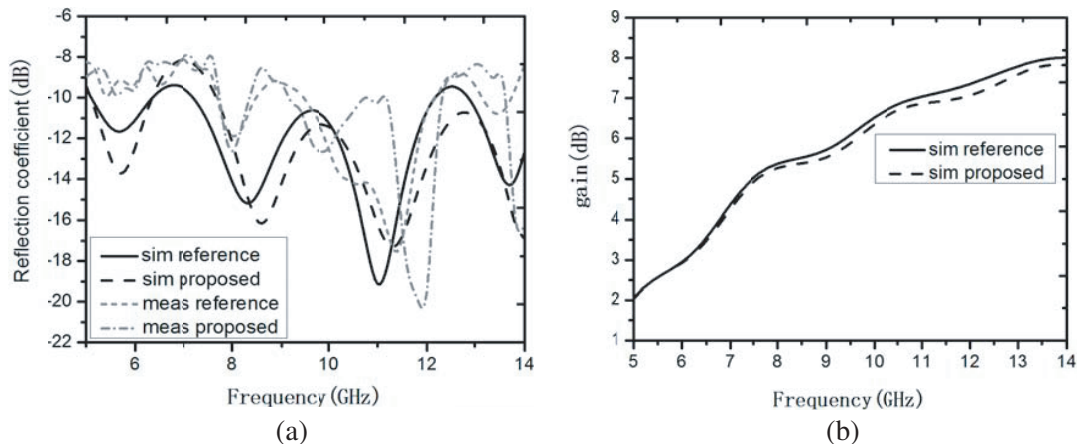 -6
-8
-10
-12
-14
-16
-18
-20
-22
Reflection coefficient (dB)
sim reference
sim proposed
meas reference
meas proposed
6 8 10 12 14
Frequency(GHz)
(a)
9
8
7
6
5
4
3
2
1
gain(dB)
sim reference
sim proposed
5 6 7 8 9 10 11 12 13 14
Frequency(GHz)
(b)